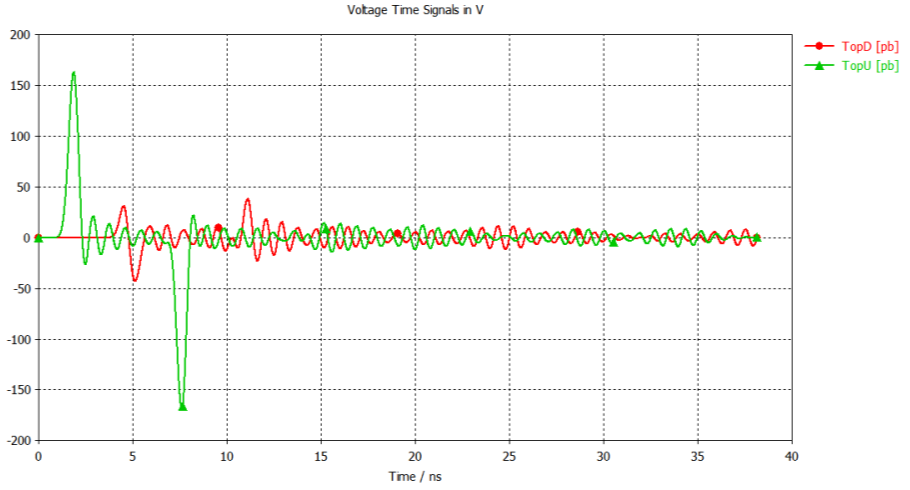 Voltage Time Signals in V
TopD [pb]
TopU [pb]
200
150
100
50
0
-50
-100
-150
-200
0 5 10 15 20 25 30 35 40
Time / ns